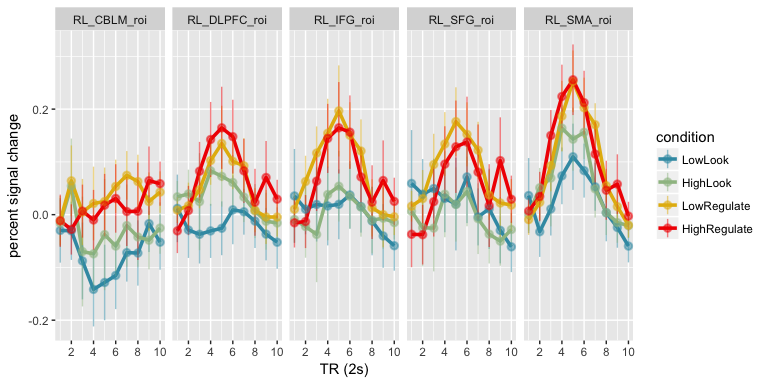 RL_CBLM_roi RL_DLPFC_roi RL_IFG_roi RL_SFG_roi RL_SMA_roi
percent signal change
0.2
0.0
-0.2
2 4 6 8 10 2 4 6 8 10 2 4 6 8 10 2 4 6 8 10 2 4 6 8 10
TR (2s)
condition
LowLook
HighLook
LowRegulate
HighRegulate